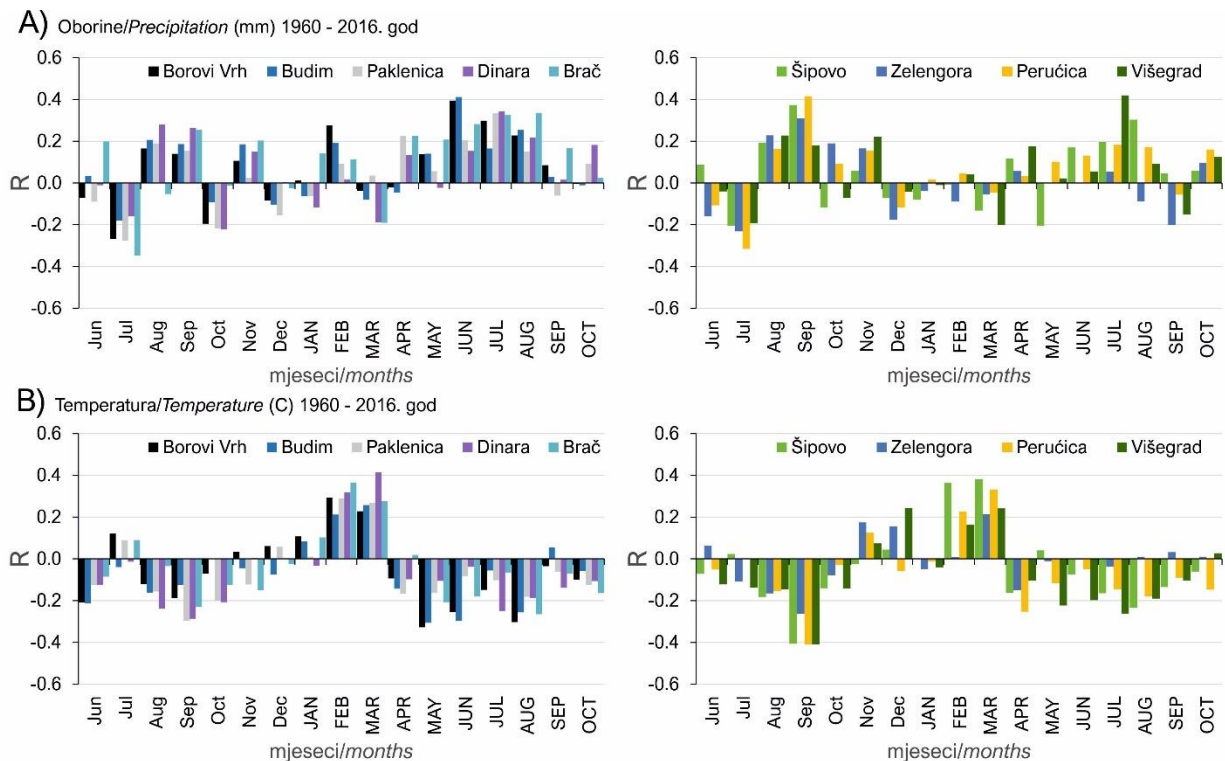 A) Oborine/Precipitation (mm) 1960 - 2016. god
0.6 0.4 0.2 0.0 -0.2 -0.4 -0.6
R
Borovi Vrh Budim Paklenica Dinara Brač
Jun Jul Aug Sep Oct Nov Dec JAN FEB MAR APR MAY JUN JUL AUG SEP OCT
mjeseci/months
0.6 0.4 0.2 0.0 -0.2 -0.4 -0.6
R
Šipovo Zelengora Perućica Višegrad
Jun Jul Aug Sep Oct Nov Dec JAN FEB MAR APR MAY JUN JUL AUG SEP OCT
mjeseci/months
B) Temperatura/Temperature (C) 1960 - 2016. god
0.6 0.4 0.2 0.0 -0.2 -0.4 -0.6
R
Borovi Vrh Budim Paklenica Dinara Brač
Jun Jul Aug Sep Oct Nov Dec JAN FEB MAR APR MAY JUN JUL AUG SEP OCT
mjeseci/months
0.6 0.4 0.2 0.0 -0.2 -0.4 -0.6
R
Šipovo Zelengora Perućica Višegrad
Jun Jul Aug Sep Oct Nov Dec JAN FEB MAR APR MAY JUN JUL AUG SEP OCT
mjeseci/months